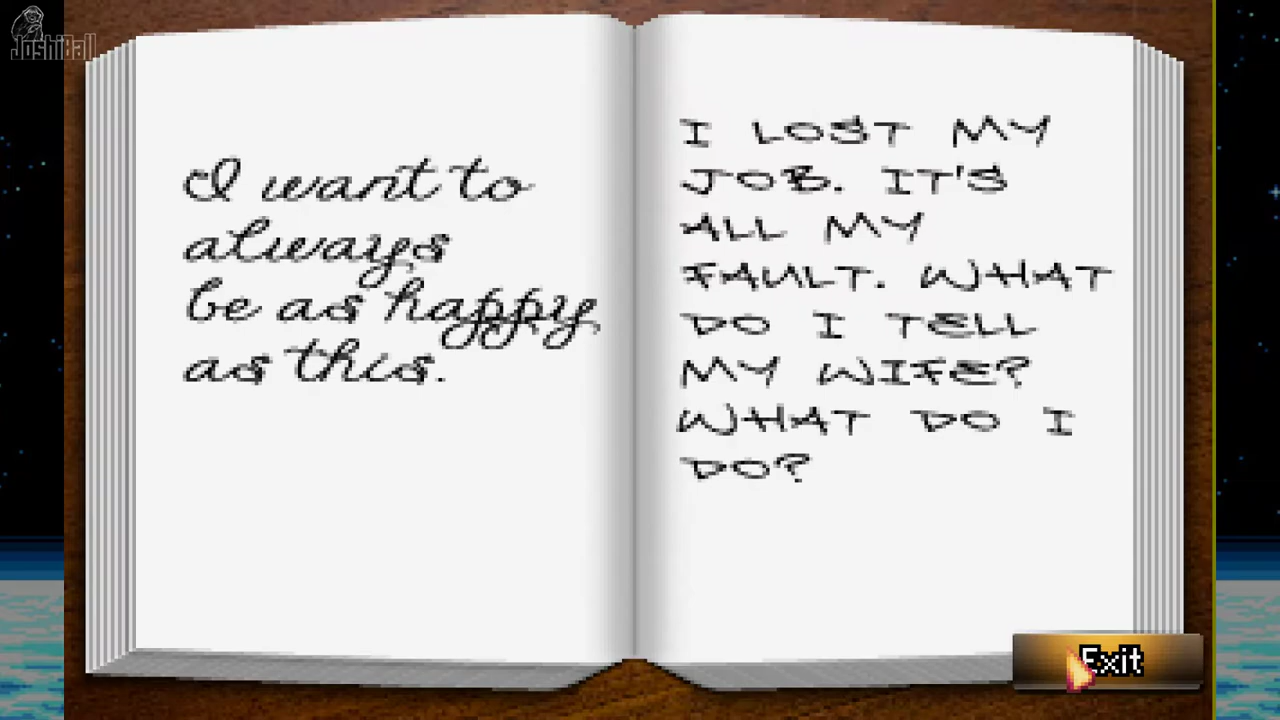 JoshiBall
I want to
always
be as happy
as this.
I LOST MY
JOB. IT'S
ALL MY
FAULT. WHAT
DO I TELL
MY WIFE?
WHAT DO I
DO?
Exit